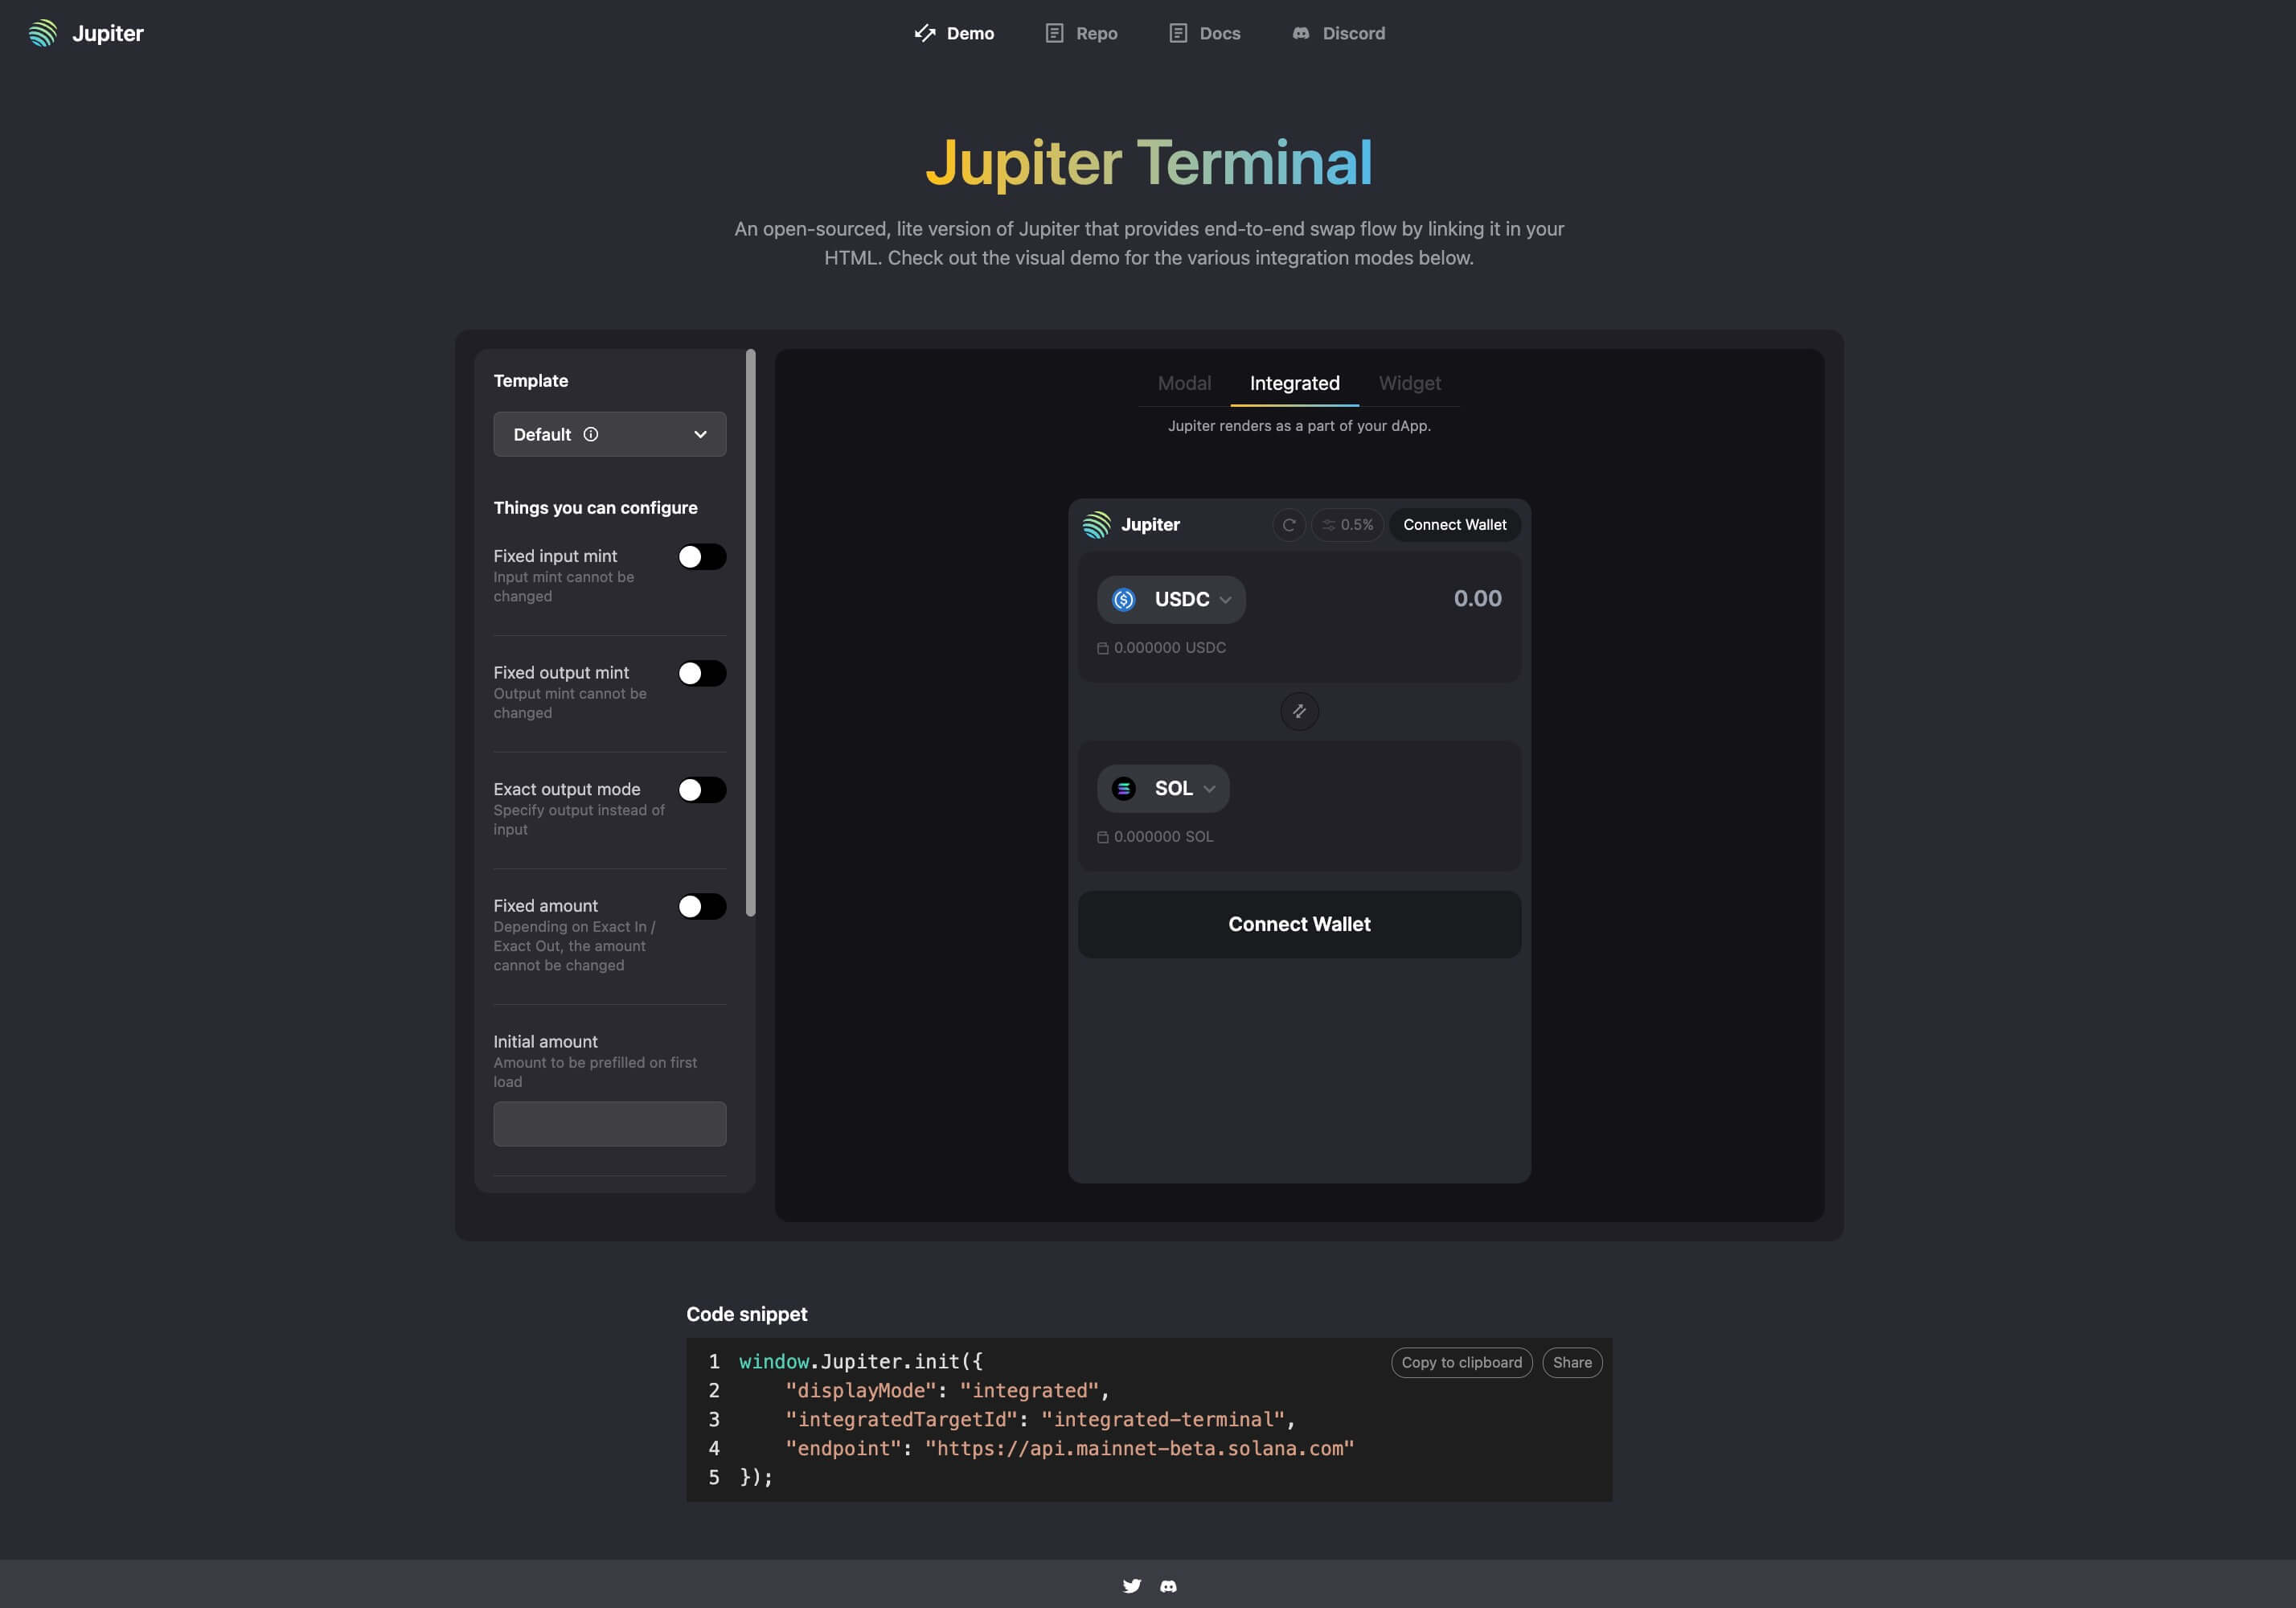 Jupiter
Demo
Repo
Docs
Discord
Jupiter Terminal
An open-sourced, lite version of Jupiter that provides end-to-end swap flow by linking it in your
HTML. Check out the visual demo for the various integration modes below.
Template
Default
Things you can configure
Fixed input mint
Input mint cannot be
changed
Fixed output mint
Output mint cannot be
changed
Exact output mode
Specify output instead of
input
Fixed amount
Depending on Exact In /
Exact Out, the amount
cannot be changed
Initial amount
Amount to be prefilled on first
load
Modal
Integrated
Widget
Jupiter renders as a part of your dApp.
Jupiter
0.5%
Connect Wallet
USDC
0.00
0.000000 USDC
SOL
0.000000 SOL
Connect Wallet
Code snippet
Copy to clipboard
Share
1 window.Jupiter.init({
2 "displayMode": "integrated",
3 "integratedTargetId": "integrated-terminal",
4 "endpoint": "https://api.mainnet-beta.solana.com"
5 });